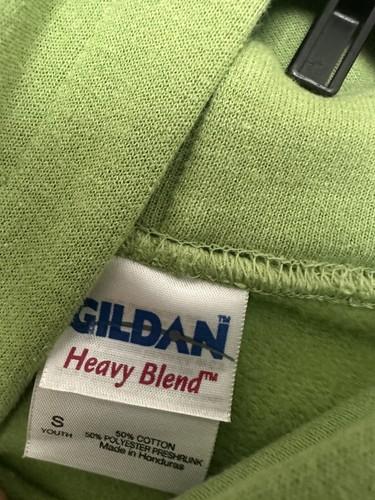 GILDAN™
Heavy Blend™
S
YOUTH
50% COTTON
50% POLYESTER PRESHRUNK
Made in Honduras